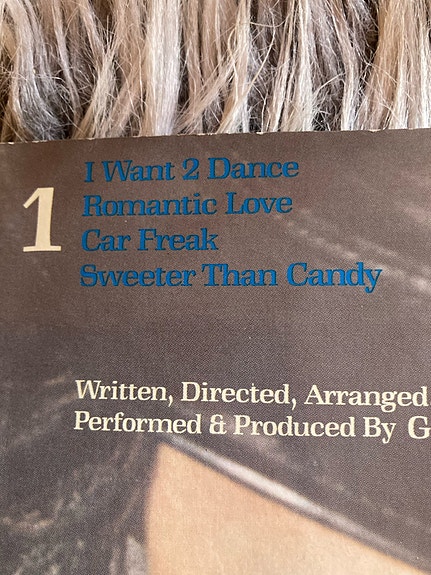 1
I Want 2 Dance
Romantic Love
Car Freak
Sweeter Than Candy
Written, Directed, Arranged
Performed & Produced By G